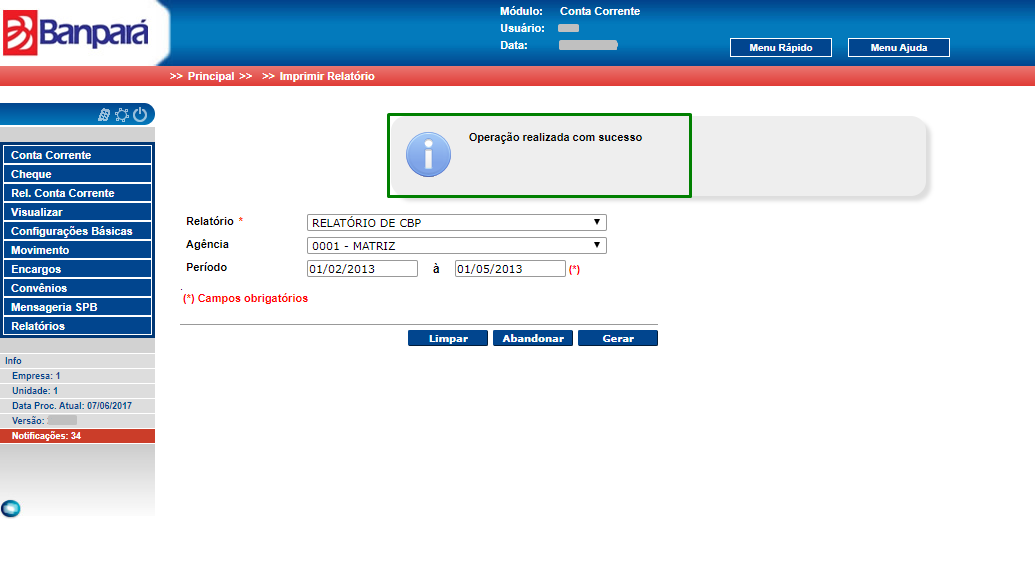 Banpará
Módulo: Conta Corrente
Usuário:
Data:
Menu Rápido
Menu Ajuda
>> Principal >> >> Imprimir Relatório
Operação realizada com sucesso
Conta Corrente
Cheque
Rel. Conta Corrente
Visualizar
Configurações Básicas
Movimento
Encargos
Convênios
Mensageria SPB
Relatórios
Relatório * RELATÓRIO DE CBP
Agência 0001 - MATRIZ
Período 01/02/2013 à 01/05/2013 (*)
(*) Campos obrigatórios
Limpar Abandonar Gerar
Info
Empresa: 1
Unidade: 1
Data Proc. Atual: 07/06/2017
Versão:
Notificações: 34